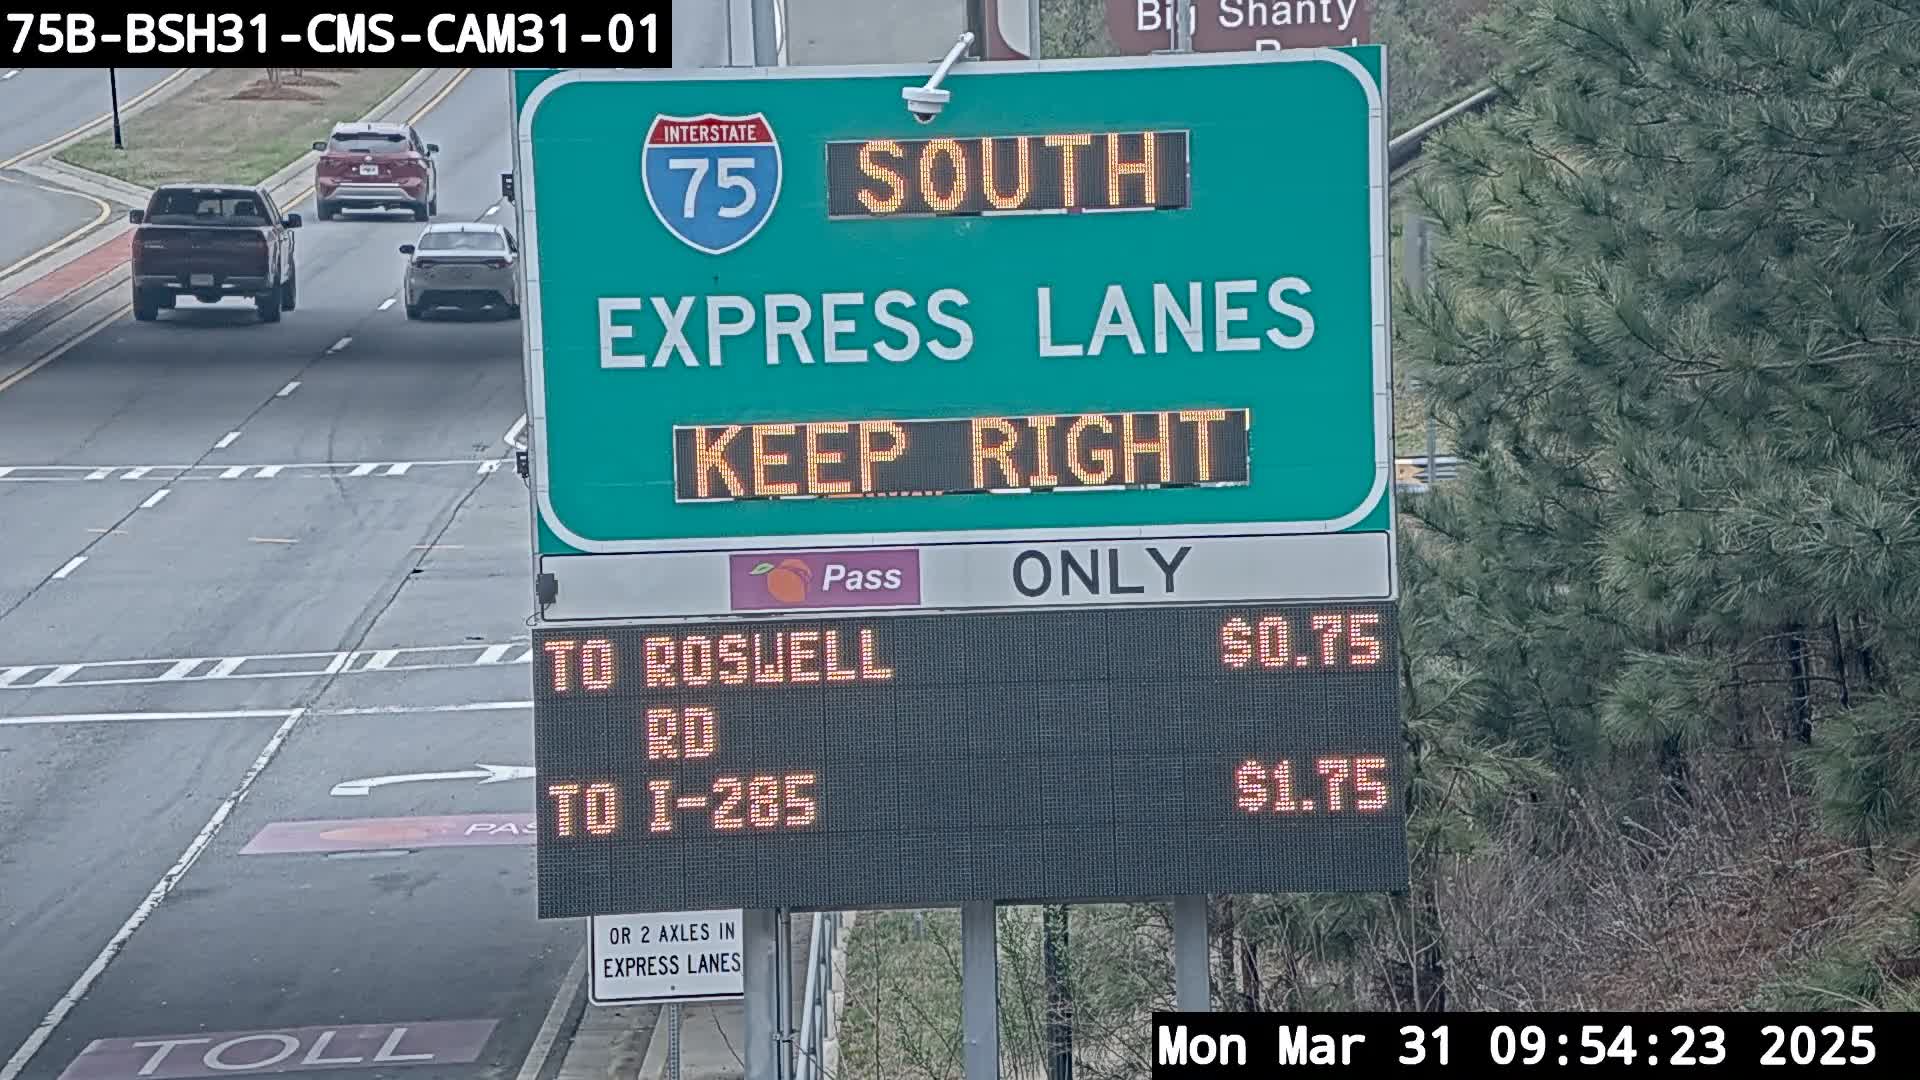 75B-BSH31-CMS-CAM31-01
Big Shanty
Road
INTERSTATE
75
SOUTH
EXPRESS LANES
KEEP RIGHT
Pass ONLY
TO ROSWELL $0.75
RD
TO I-285 $1.75
OR 2 AXLES IN
EXPRESS LANES
TOLL
Mon Mar 31 09:54:23 2025